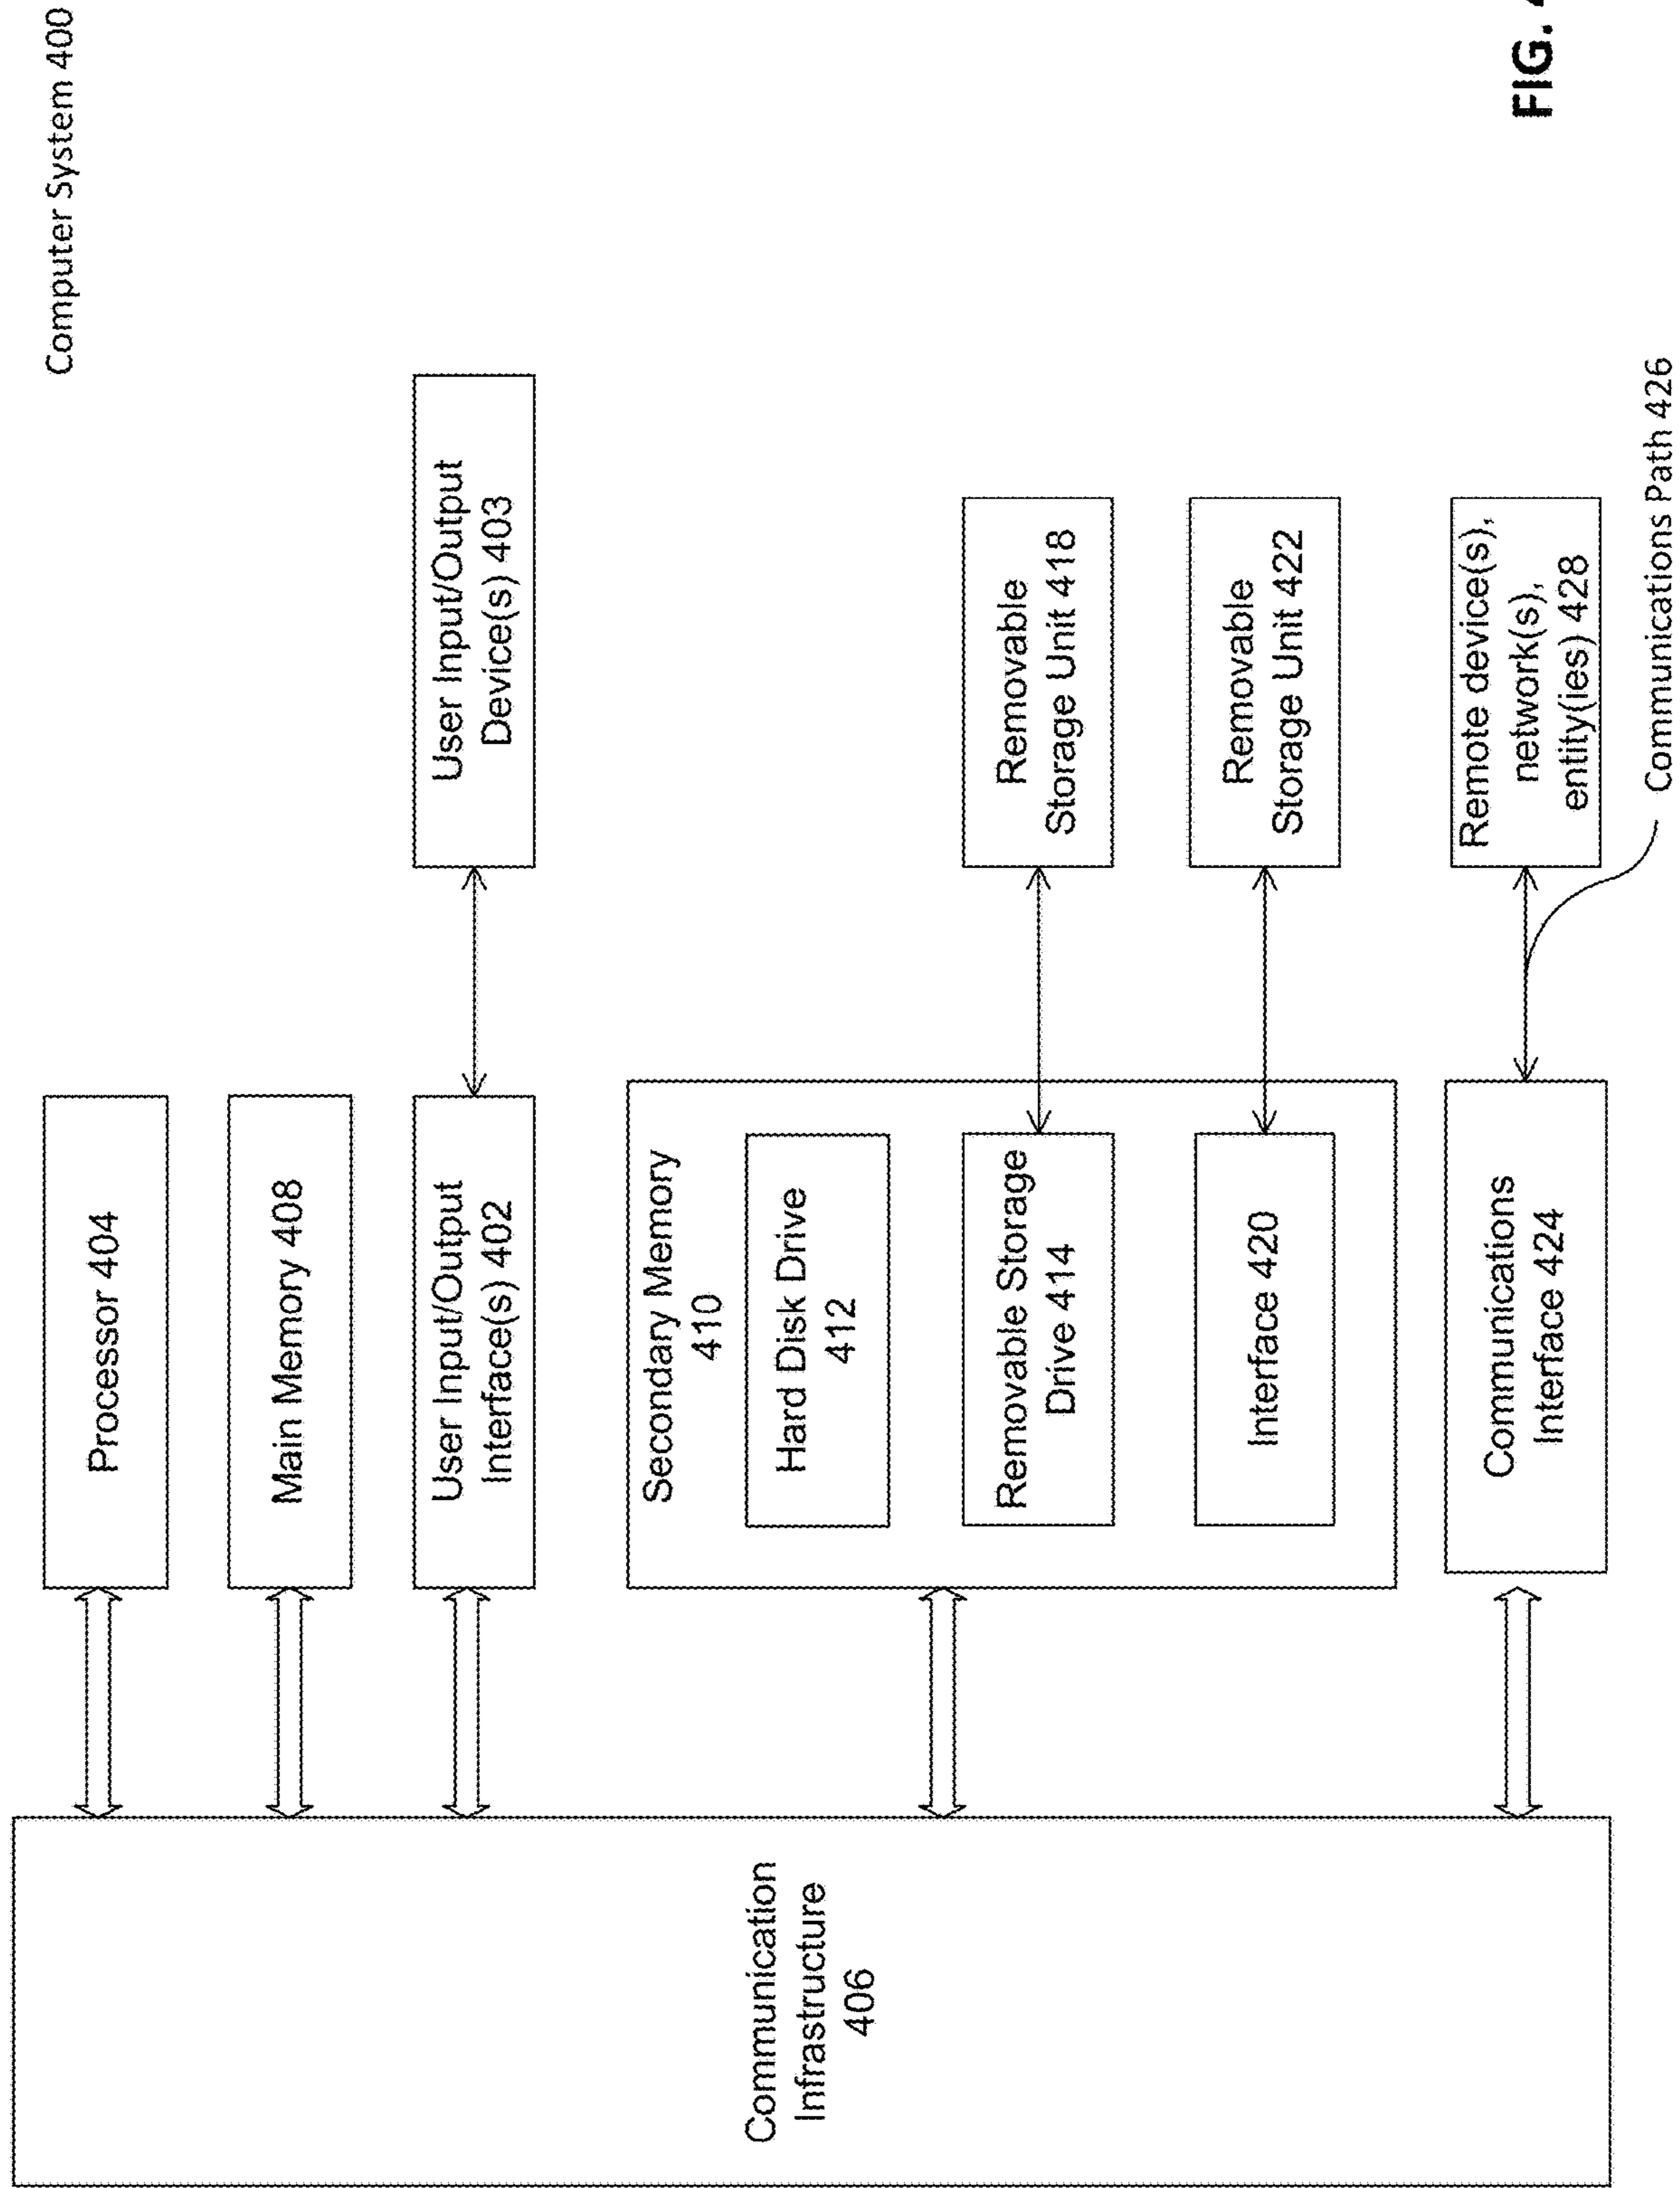 Computer System 400
Processor 404
Main Memory 408
User Input/Output
Interface(s) 402
User Input/Output
Device(s) 403
Communication
Infrastructure
406
Secondary Memory
410
Hard Disk Drive
412
Removable Storage
Drive 414
Removable
Storage Unit 418
Interface 420
Removable
Storage Unit 422
Communications
Interface 424
Remote device(s),
network(s),
entity(ies) 428
Communications Path 426
FIG.